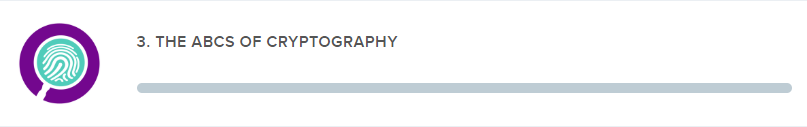 3. THE ABCS OF CRYPTOGRAPHY